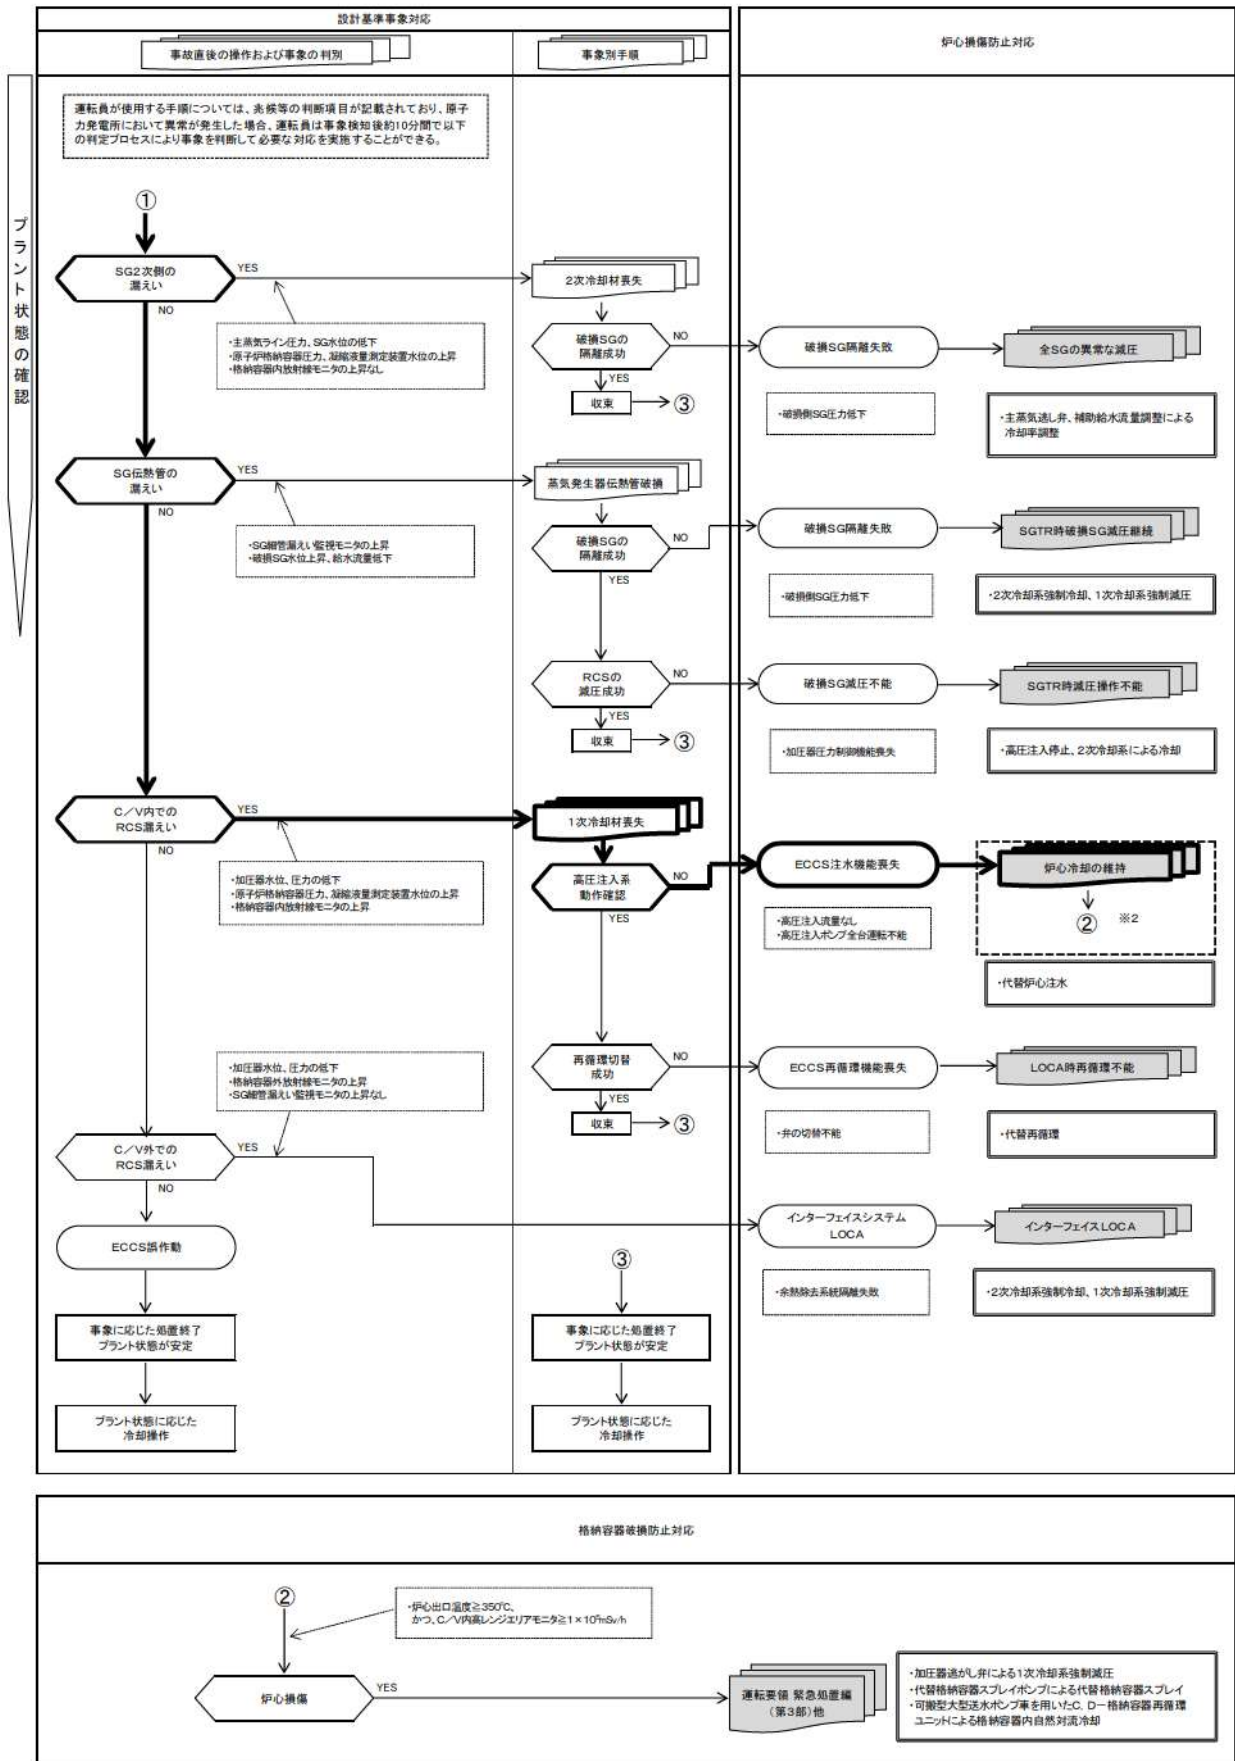 設計基準事象対応
事故直後の操作および事象の判別
事象別手順
炉心損傷防止対応
プラント状態の確認
運転員が使用する手順については、兆候等の判断項目が記載されており、原子
力発電所において異常が発生した場合、運転員は事象検知後約10分間で以下
の判定プロセスにより事象を判断して必要な対応を実施することができる。
①
SG2次側の
漏えい
YES
NO
・主蒸気ライン圧力、SG水位の低下
・原子炉格納容器圧力、凝縮液量測定装置水位の上昇
・格納容器内放射線モニタの上昇なし
2次冷却材喪失
破損SGの
隔離成功
NO
YES
収束
③
破損SG隔離失敗
全SGの異常な減圧
・破損側SG圧力低下
・主蒸気逃し弁、補助給水流量調整による
冷却率調整
SG伝熱管の
漏えい
YES
NO
・SG細管漏えい監視モニタの上昇
・破損SG水位上昇、給水流量低下
蒸気発生器伝熱管破損
破損SGの
隔離成功
NO
YES
破損SG隔離失敗
SGTR時破損SG減圧継続
・破損側SG圧力低下
・2次冷却系強制冷却、1次冷却系強制減圧
RCSの
減圧成功
NO
YES
収束
③
破損SG減圧不能
SGTR時減圧操作不能
・加圧器圧力制御機能喪失
・高圧注入停止、2次冷却系による冷却
C／V内での
RCS漏えい
YES
NO
・加圧器水位、圧力の低下
・原子炉格納容器圧力、凝縮液量測定装置水位の上昇
・格納容器内放射線モニタの上昇
1次冷却材喪失
高圧注入系
動作確認
NO
YES
ECCS注水機能喪失
炉心冷却の維持
②
※2
・高圧注入流量なし
・高圧注入ポンプ全台運転不能
・代替炉心注水
・加圧器水位、圧力の低下
・格納容器外放射線モニタの上昇
・SG細管漏えい監視モニタの上昇なし
再循環切替
成功
NO
YES
収束
③
ECCS再循環機能喪失
LOCA時再循環不能
・弁の切替不能
・代替再循環
C／V外での
RCS漏えい
YES
NO
インターフェイスシステム
LOCA
インターフェイスLOCA
・余熱除去系統隔離失敗
・2次冷却系強制冷却、1次冷却系強制減圧
ECCS誤作動
③
事象に応じた処置終了
プラント状態が安定
事象に応じた処置終了
プラント状態が安定
プラント状態に応じた
冷却操作
プラント状態に応じた
冷却操作
格納容器破損防止対応
②
・炉心出口温度≧350℃、
かつ、C／V内高レンジエリアモニタ≧1×10⁵mSv/h
炉心損傷
YES
運転要領 緊急処置編
（第3部）他
・加圧器逃がし弁による1次冷却系強制減圧
・代替格納容器スプレイポンプによる代替格納容器スプレイ
・可搬型大型送水ポンプ車を用いたC、D－格納容器再循環
ユニットによる格納容器内自然対流冷却